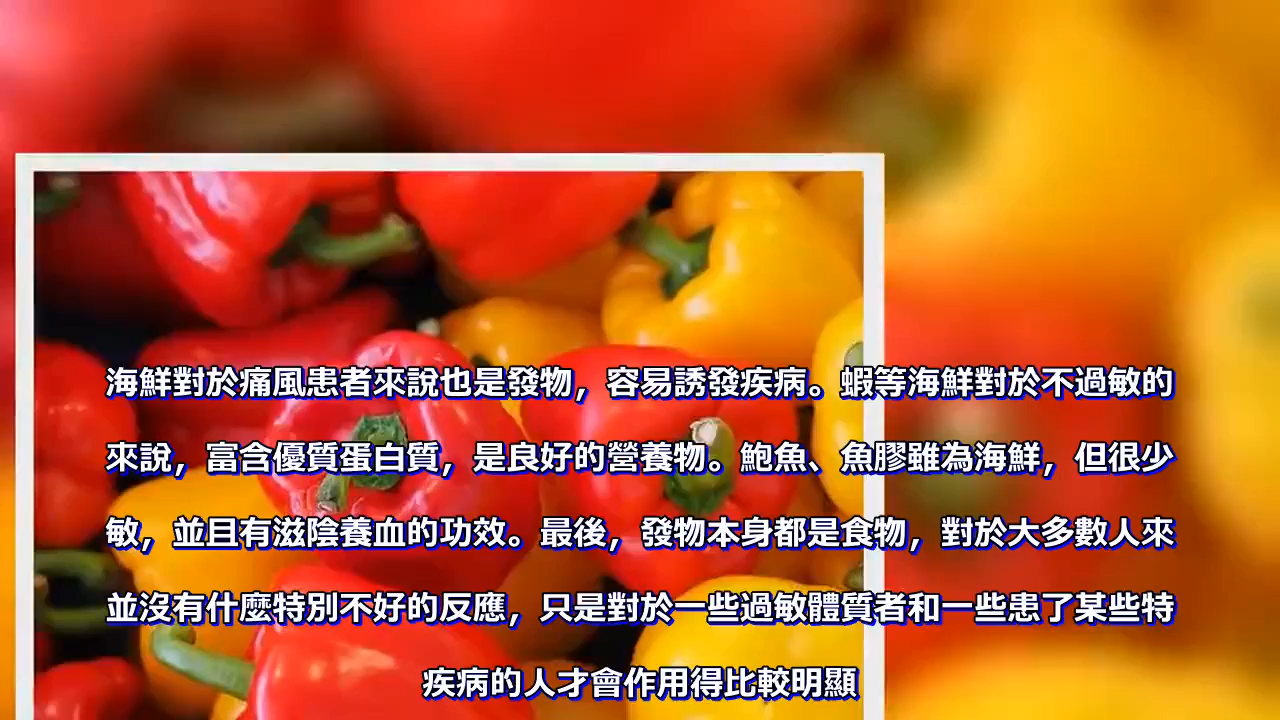 海鮮對於痛風患者來說也是發物，容易誘發疾病。蝦等海鮮對於不過敏的
來說，富含優質蛋白質，是良好的營養物。鮑魚、魚膠雖為海鮮，但很少
敏，並且有滋陰養血的功效。最後，發物本身都是食物，對於大多數人來
並沒有什麼特別不好的反應，只是對於一些過敏體質者和一些患了某些特
疾病的人才會作用得比較明顯